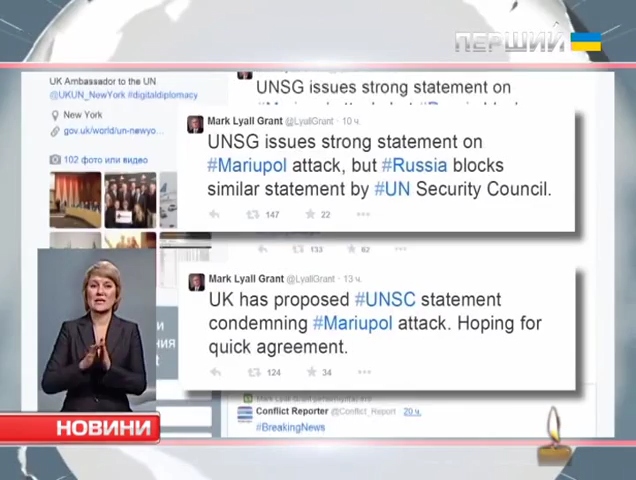 ПЕРШИЙ
UK Ambassador to the UN
@UKUN_NewYork #digitaldiplomacy
New York
gov.uk/world/un-newyo...
102 фото или видео
UNSG issues strong statement on
Mark Lyall Grant @LyallGrant · 10 ч.
UNSG issues strong statement on
#Mariupol attack, but #Russia blocks
similar statement by #UN Security Council.
147 22
133 62
Mark Lyall Grant @LyallGrant · 13 ч.
UK has proposed #UNSC statement
condemning #Mariupol attack. Hoping for
quick agreement.
124 34
Conflict Reporter @Conflict_Report · 20 ч.
#BreakingNews
НОВИНИ